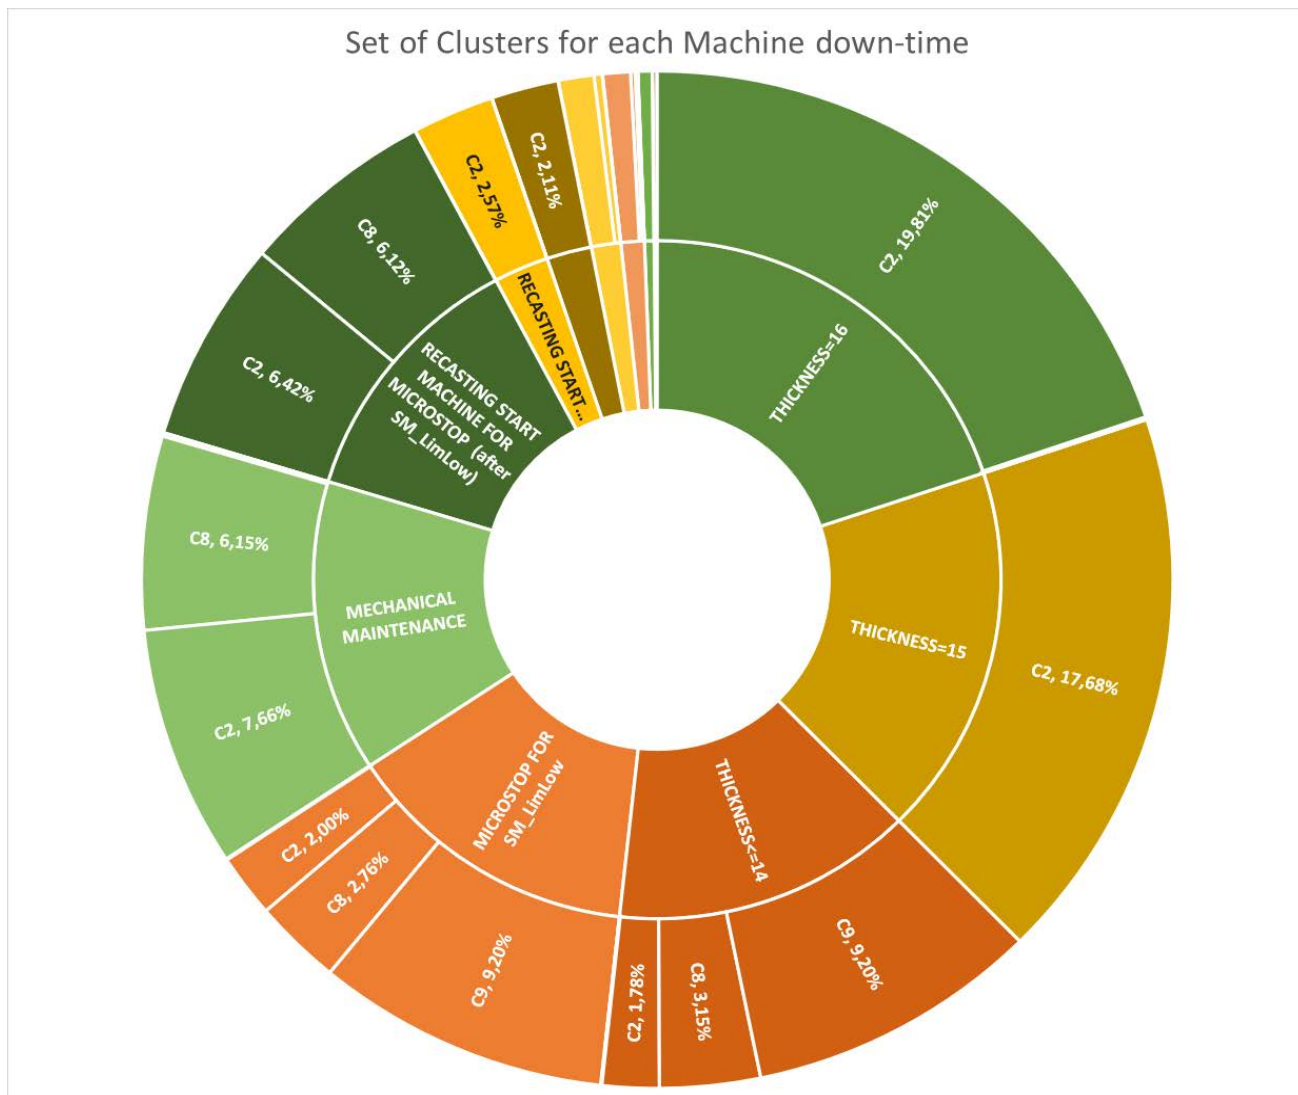 Set of Clusters for each Machine down-time
C2, 19,81%
THICKNESS=16
C2, 17,68%
THICKNESS=15
C9, 9,20%
C8, 3,15%
C2, 1,78%
THICKNESS<=14
C9, 9,20%
C8, 2,76%
C2, 2,00%
MICROSTOP FOR
SM_LimLow
C2, 7,66%
C8, 6,15%
MECHANICAL
MAINTENANCE
C2, 6,42%
C8, 6,12%
RECASTING START
MACHINE FOR
MICROSTOP (after
SM_LimLow)
C2, 2,57%
RECASTING START...
C2, 2,11%